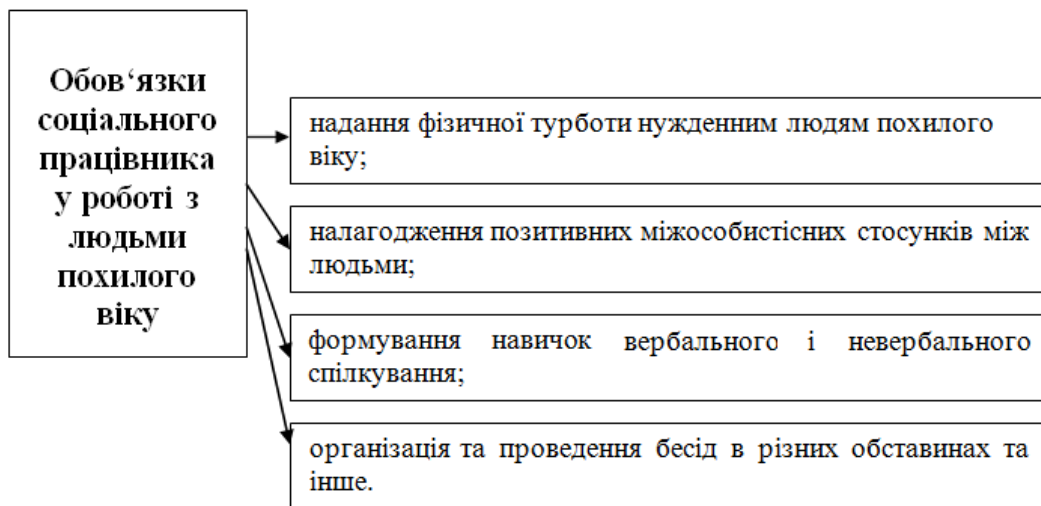 Обов‘язки
соціального
працівника
у роботі з
людьми
похилого
віку
надання фізичної турботи нужденним людям похилого
віку;
налагодження позитивних міжособистісних стосунків між
людьми;
формування навичок вербального і невербального
спілкування;
організація та проведення бесід в різних обставинах та
інше.